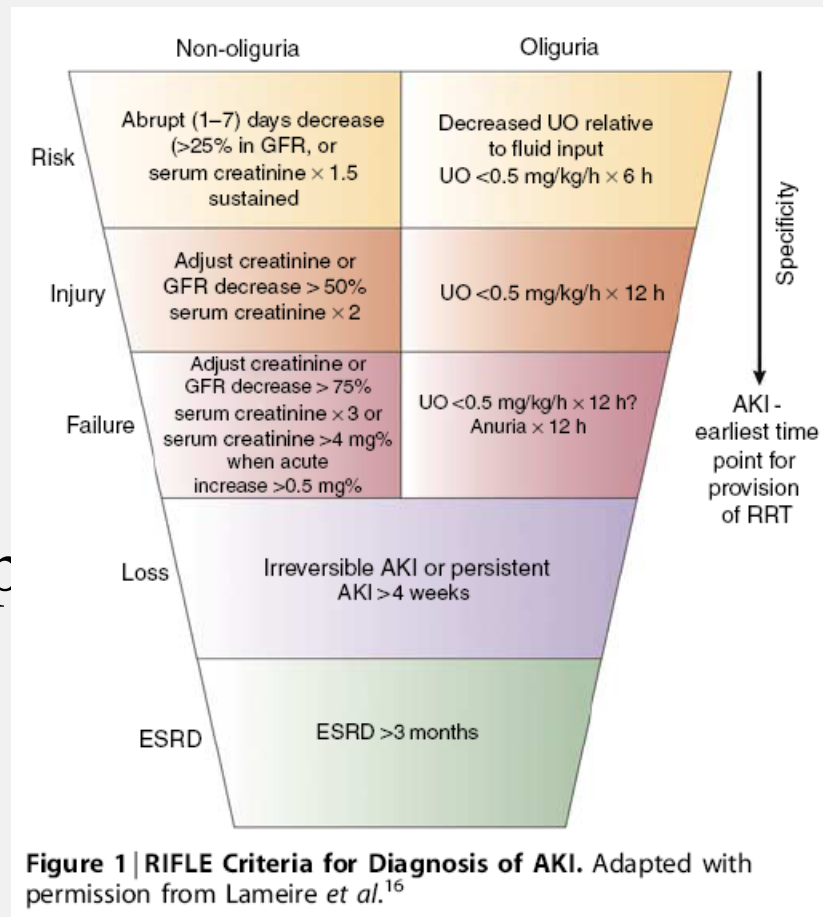 Non-oliguria
Oliguria
Risk
Abrupt (1–7) days decrease
(>25% in GFR, or
serum creatinine × 1.5
sustained
Decreased UO relative
to fluid input
UO <0.5 mg/kg/h × 6 h
Specificity
Injury
Adjust creatinine or
GFR decrease > 50%
serum creatinine × 2
UO <0.5 mg/kg/h × 12 h
Failure
Adjust creatinine or
GFR decrease > 75%
serum creatinine × 3 or
serum creatinine >4 mg%
when acute
increase >0.5 mg%
UO <0.5 mg/kg/h × 12 h?
Anuria × 12 h
AKI -
earliest time
point for
provision
of RRT
Loss
Irreversible AKI or persistent
AKI >4 weeks
ESRD
ESRD >3 months
Figure 1 | RIFLE Criteria for Diagnosis of AKI. Adapted with
permission from Lameire et al.16